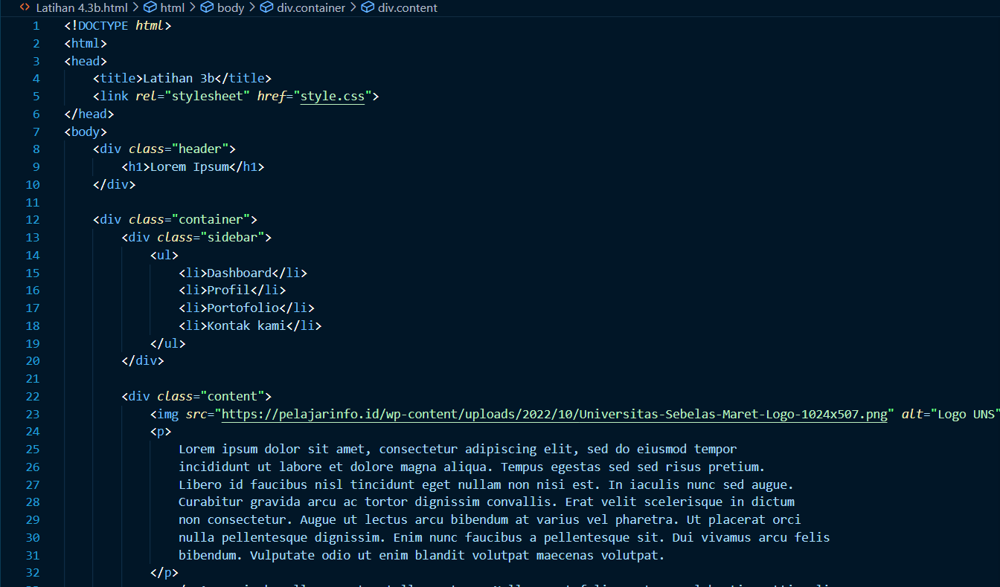 Latihan 4.3b.html > html > body > div.container > div.content
1 <!DOCTYPE html>
2 <html>
3 <head>
4     <title>Latihan 3b</title>
5     <link rel="stylesheet" href="style.css">
6 </head>
7 <body>
8     <div class="header">
9         <h1>Lorem Ipsum</h1>
10     </div>
11
12     <div class="container">
13         <div class="sidebar">
14             <ul>
15                 <li>Dashboard</li>
16                 <li>Profil</li>
17                 <li>Portofolio</li>
18                 <li>Kontak kami</li>
19             </ul>
20         </div>
21
22         <div class="content">
23             <img src="https://pelajarinfo.id/wp-content/uploads/2022/10/Universitas-Sebelas-Maret-Logo-1024x507.png" alt="Logo UNS"
24             <p>
25                 Lorem ipsum dolor sit amet, consectetur adipiscing elit, sed do eiusmod tempor
26                 incididunt ut labore et dolore magna aliqua. Tempus egestas sed sed risus pretium.
27                 Libero id faucibus nisl tincidunt eget nullam non nisi est. In iaculis nunc sed augue.
28                 Curabitur gravida arcu ac tortor dignissim convallis. Erat velit scelerisque in dictum
29                 non consectetur. Augue ut lectus arcu bibendum at varius vel pharetra. Ut placerat orci
30                 nulla pellentesque dignissim. Enim nunc faucibus a pellentesque sit. Dui vivamus arcu felis
31                 bibendum. Vulputate odio ut enim blandit volutpat maecenas volutpat.
32             </p>